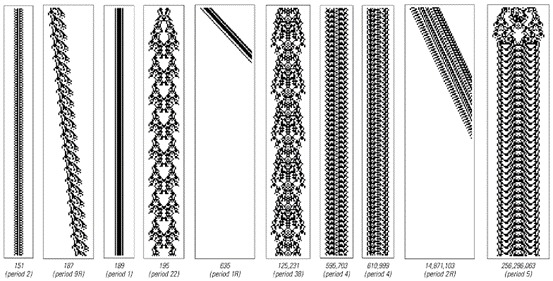 151
(period 2)
187
(period 9R)
189
(period 1)
195
(period 22)
635
(period 1R)
125,231
(period 38)
595,703
(period 4)
610,999
(period 4)
14,871,103
(period 2R)
256,296,063
(period 5)